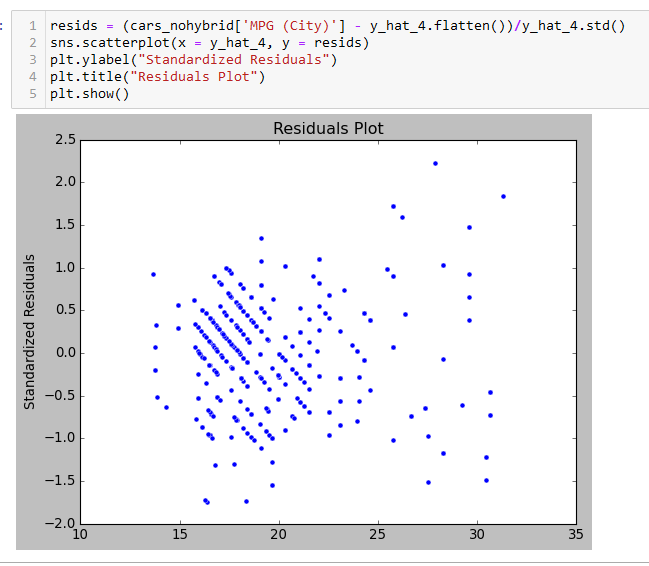 :
1 resids = (cars_nohybrid['MPG (City)'] - y_hat_4.flatten())/y_hat_4.std()
2 sns.scatterplot(x = y_hat_4, y = resids)
3 plt.ylabel("Standardized Residuals")
4 plt.title("Residuals Plot")
5 plt.show()
Residuals Plot
2.5
2.0
1.5
1.0
0.5
0.0
−0.5
−1.0
−1.5
−2.0
Standardized Residuals
10 15 20 25 30 35